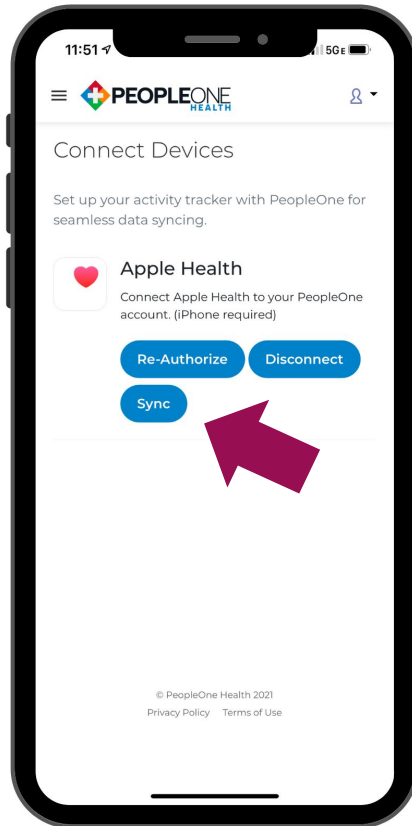 11:51
5G E
PEOPLEONE
HEALTH
Connect Devices
Set up your activity tracker with PeopleOne for
seamless data syncing.
Apple Health
Connect Apple Health to your PeopleOne
account. (iPhone required)
Re-Authorize Disconnect
Sync
© PeopleOne Health 2021
Privacy Policy Terms of Use